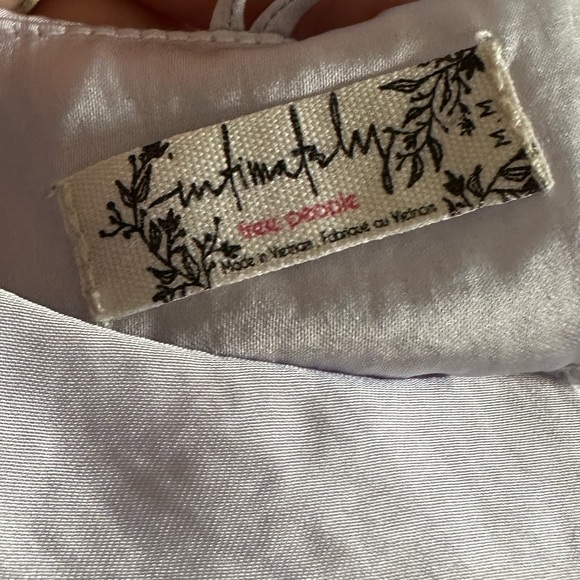 intimately
free people
Made in Vietnam . Fabriqué au Vietnam
M . M